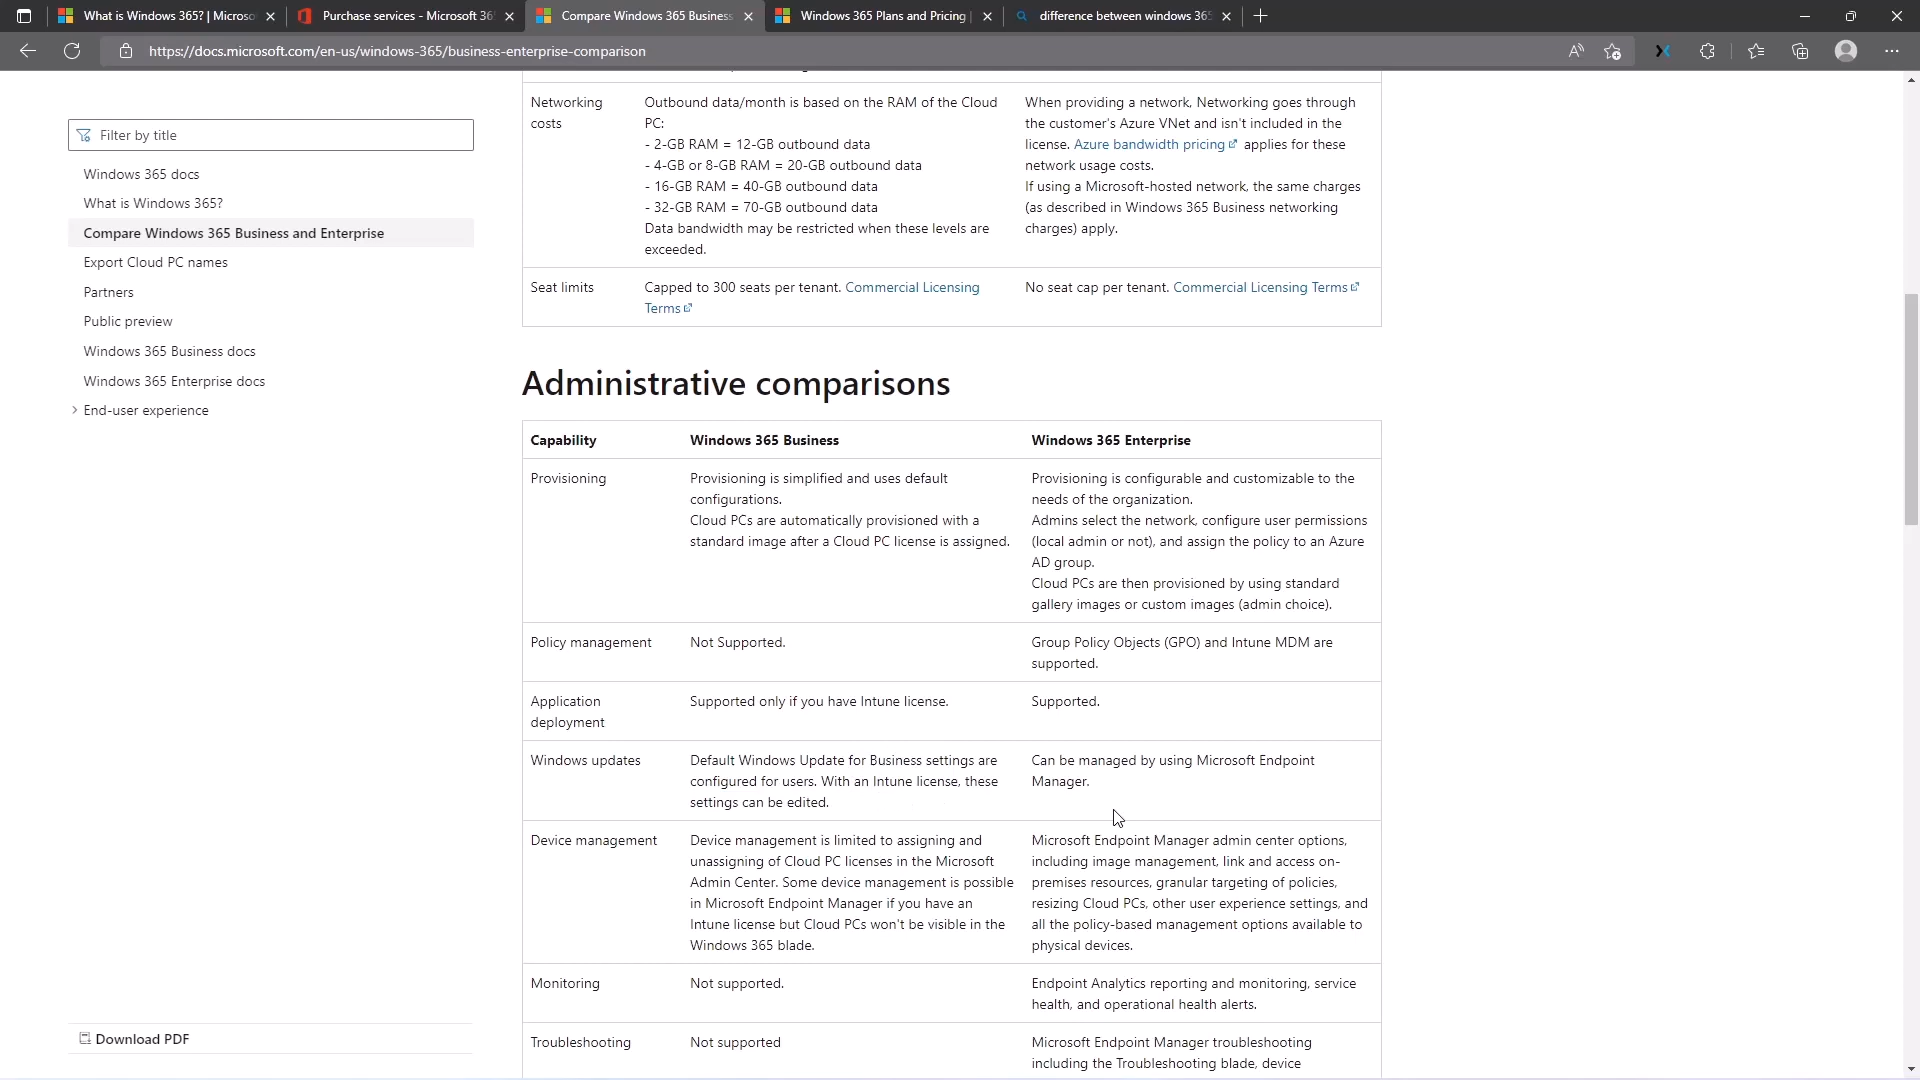 What is Windows 365? | Microso
Purchase services - Microsoft 36
Compare Windows 365 Business
Windows 365 Plans and Pricing |
difference between windows 365
https://docs.microsoft.com/en-us/windows-365/business-enterprise-comparison
Filter by title
Windows 365 docs
What is Windows 365?
Compare Windows 365 Business and Enterprise
Export Cloud PC names
Partners
Public preview
Windows 365 Business docs
Windows 365 Enterprise docs
End-user experience
Download PDF
Networking
costs
Outbound data/month is based on the RAM of the Cloud
PC:
- 2-GB RAM = 12-GB outbound data
- 4-GB or 8-GB RAM = 20-GB outbound data
- 16-GB RAM = 40-GB outbound data
- 32-GB RAM = 70-GB outbound data
Data bandwidth may be restricted when these levels are
exceeded.
When providing a network, Networking goes through
the customer's Azure VNet and isn't included in the
license. Azure bandwidth pricing applies for these
network usage costs.
If using a Microsoft-hosted network, the same charges
(as described in Windows 365 Business networking
charges) apply.
Seat limits
Capped to 300 seats per tenant. Commercial Licensing
Terms
No seat cap per tenant. Commercial Licensing Terms
Administrative comparisons
Capability
Windows 365 Business
Windows 365 Enterprise
Provisioning
Provisioning is simplified and uses default
configurations.
Cloud PCs are automatically provisioned with a
standard image after a Cloud PC license is assigned.
Provisioning is configurable and customizable to the
needs of the organization.
Admins select the network, configure user permissions
(local admin or not), and assign the policy to an Azure
AD group.
Cloud PCs are then provisioned by using standard
gallery images or custom images (admin choice).
Policy management
Not Supported.
Group Policy Objects (GPO) and Intune MDM are
supported.
Application
deployment
Supported only if you have Intune license.
Supported.
Windows updates
Default Windows Update for Business settings are
configured for users. With an Intune license, these
settings can be edited.
Can be managed by using Microsoft Endpoint
Manager.
Device management
Device management is limited to assigning and
unassigning of Cloud PC licenses in the Microsoft
Admin Center. Some device management is possible
in Microsoft Endpoint Manager if you have an
Intune license but Cloud PCs won't be visible in the
Windows 365 blade.
Microsoft Endpoint Manager admin center options,
including image management, link and access on-
premises resources, granular targeting of policies,
resizing Cloud PCs, other user experience settings, and
all the policy-based management options available to
physical devices.
Monitoring
Not supported.
Endpoint Analytics reporting and monitoring, service
health, and operational health alerts.
Troubleshooting
Not supported
Microsoft Endpoint Manager troubleshooting
including the Troubleshooting blade, device